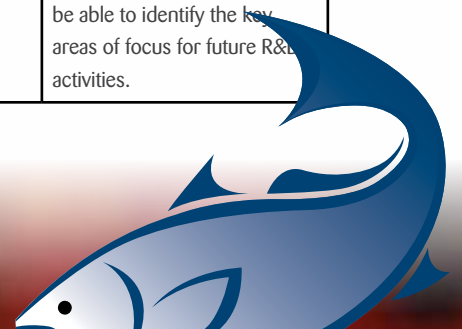 be able to identify the key
areas of focus for future R&D
activities.